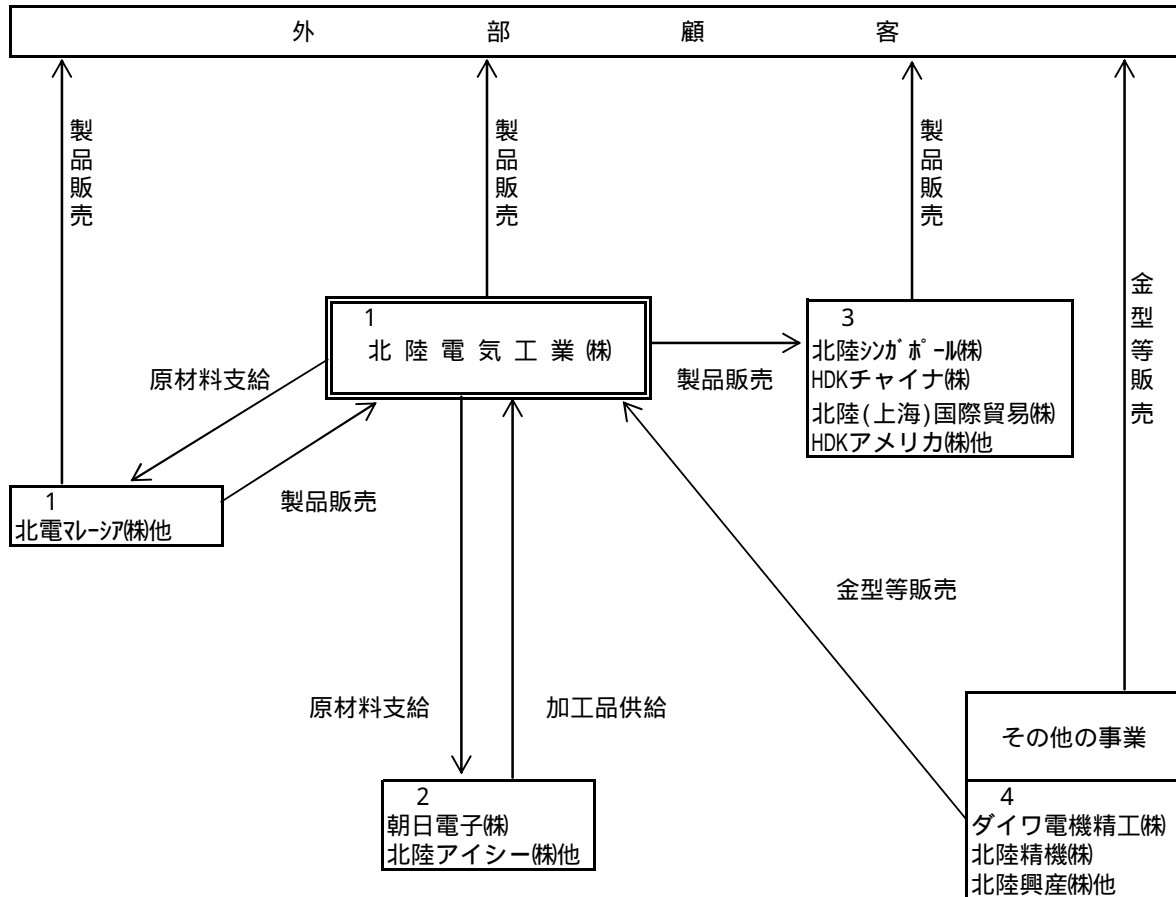 外部顧客
製品販売
製品販売
製品販売
金型等販売
1
北陸電気工業㈱
3
北陸ｼﾝｶﾞﾎﾟｰﾙ㈱
HDKチャイナ㈱
北陸(上海)国際貿易㈱
HDKアメリカ㈱他
原材料支給
製品販売
製品販売
1
北電ﾏﾚｰｼｱ㈱他
金型等販売
原材料支給
加工品供給
その他の事業
2
朝日電子㈱
北陸アイシー㈱他
4
ダイワ電機精工㈱
北陸精機㈱
北陸興産㈱他